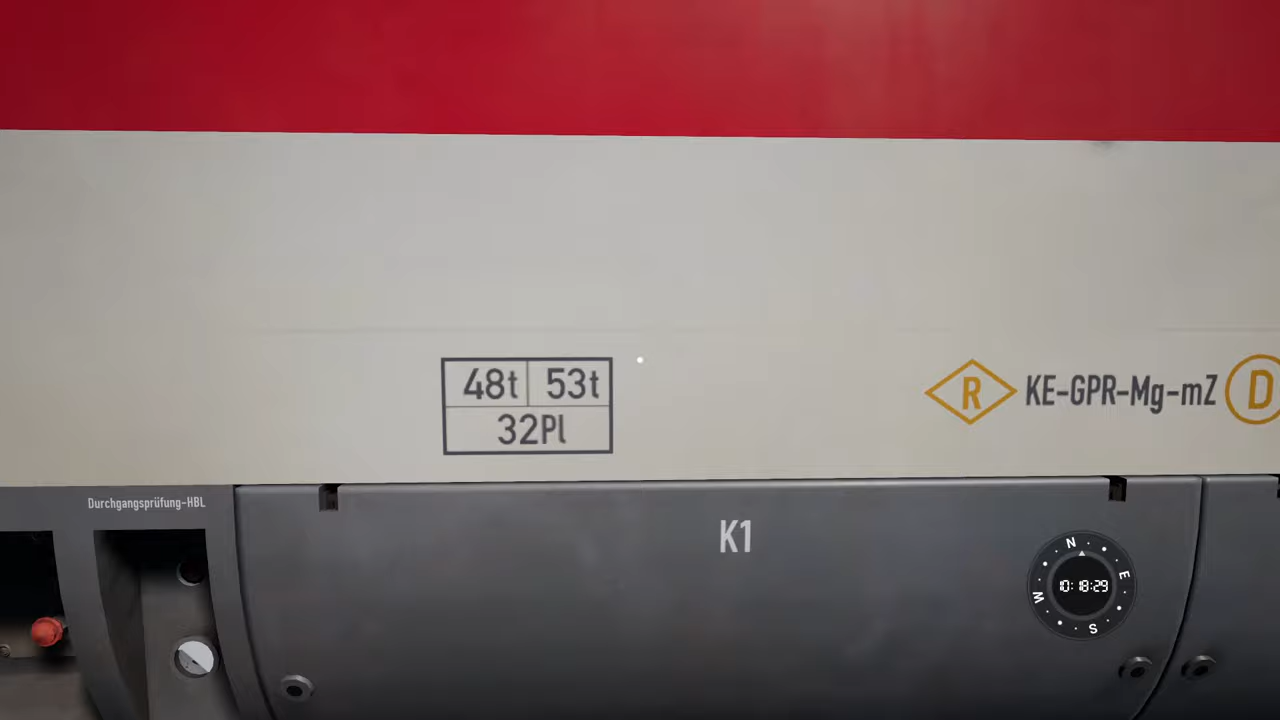 48t 53t
32Pl
R KE-GPR-Mg-mZ D
Durchgangsprüfung-HBL
K1
N
E
S
W
10:18:29